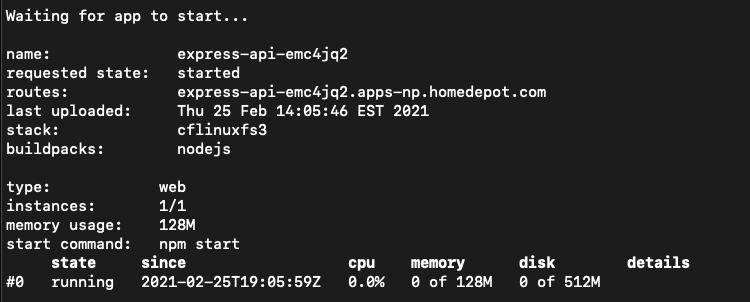 Waiting for app to start...
name: express-api-emc4jq2
requested state: started
routes: express-api-emc4jq2.apps-np.homedepot.com
last uploaded: Thu 25 Feb 14:05:46 EST 2021
stack: cflinuxfs3
buildpacks: nodejs
type: web
instances: 1/1
memory usage: 128M
start command: npm start
state since cpu memory disk details
#0 running 2021-02-25T19:05:59Z 0.0% 0 of 128M 0 of 512M